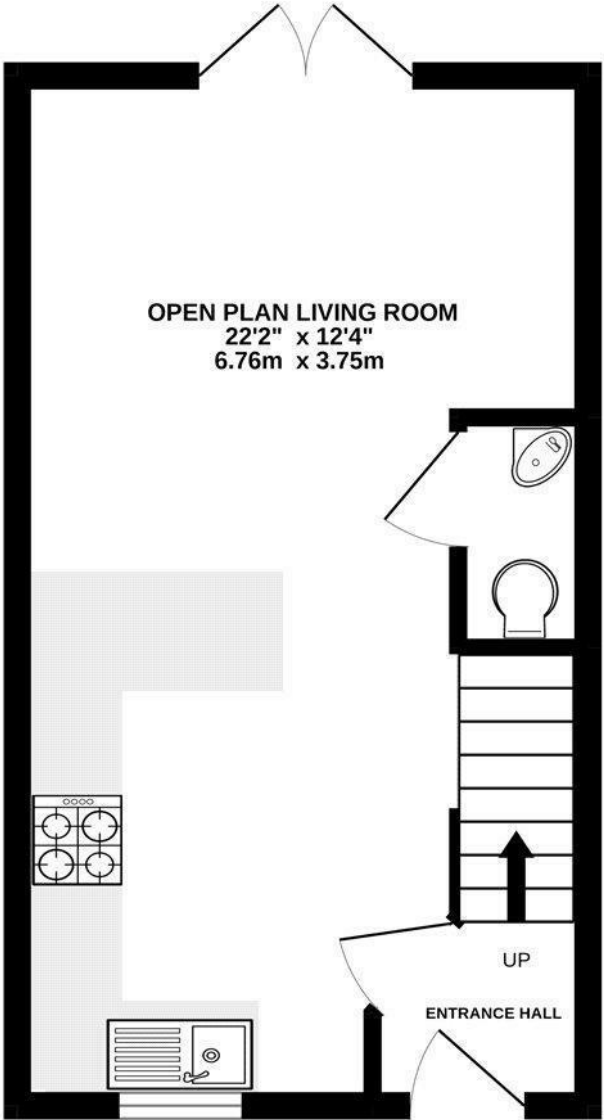 OPEN PLAN LIVING ROOM
22'2" x 12'4"
6.76m x 3.75m
UP
ENTRANCE HALL